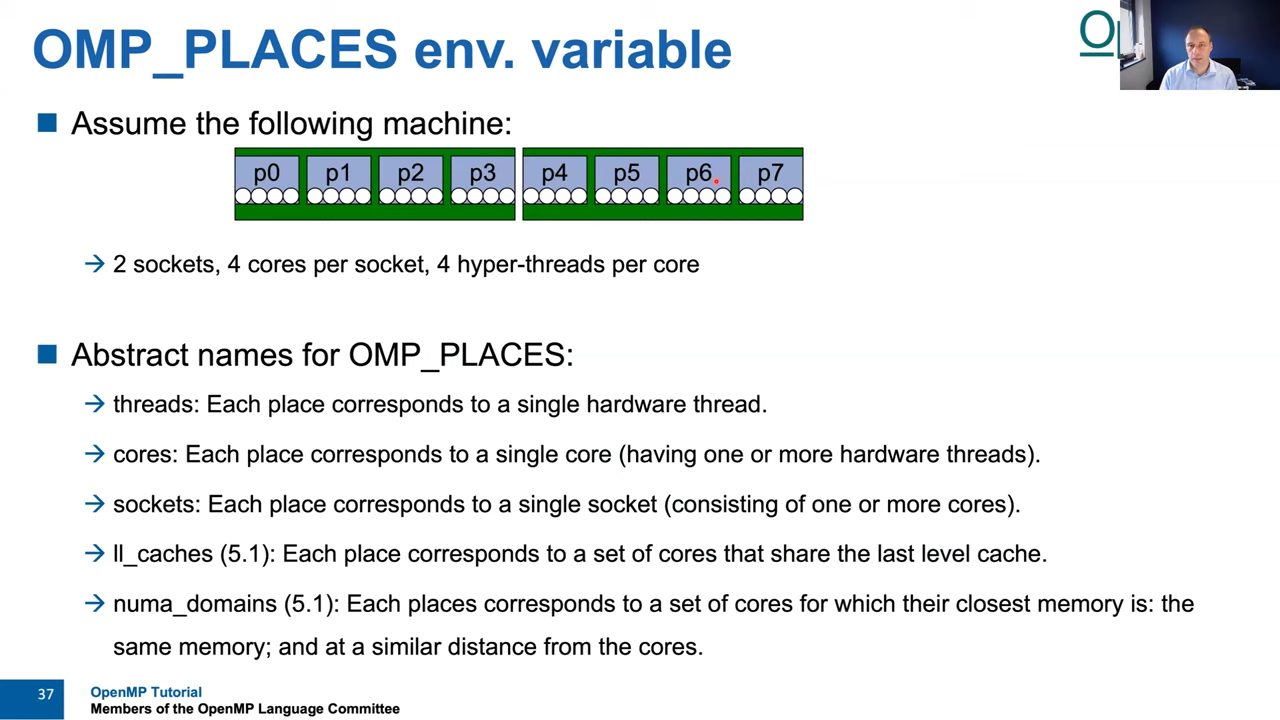 OMP_PLACES env. variable
Assume the following machine:
p0 p1 p2 p3 p4 p5 p6 p7
→ 2 sockets, 4 cores per socket, 4 hyper-threads per core
Abstract names for OMP_PLACES:
→ threads: Each place corresponds to a single hardware thread.
→ cores: Each place corresponds to a single core (having one or more hardware threads).
→ sockets: Each place corresponds to a single socket (consisting of one or more cores).
→ ll_caches (5.1): Each place corresponds to a set of cores that share the last level cache.
→ numa_domains (5.1): Each places corresponds to a set of cores for which their closest memory is: the
same memory; and at a similar distance from the cores.
37
OpenMP Tutorial
Members of the OpenMP Language Committee